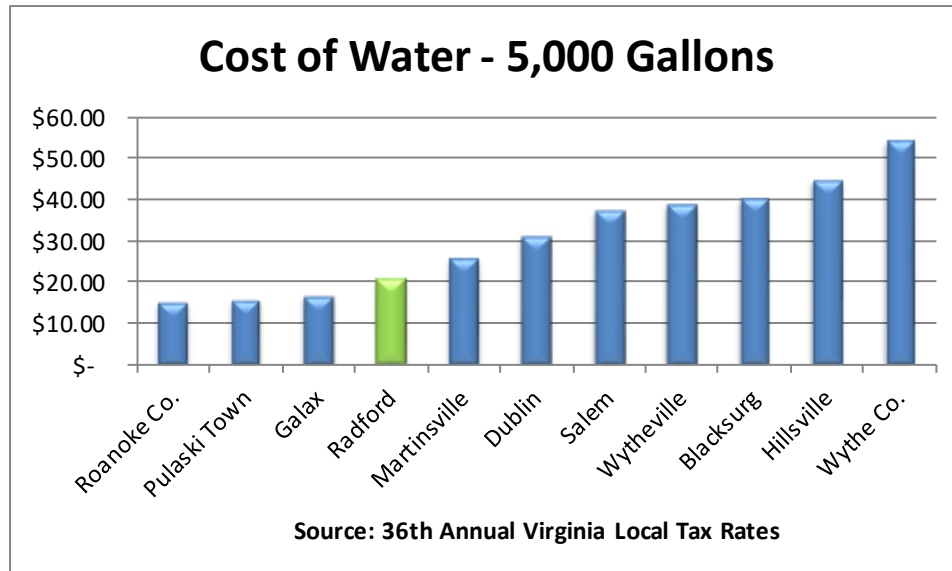 Cost of Water - 5,000 Gallons
$60.00
$50.00
$40.00
$30.00
$20.00
$10.00
$-
Roanoke Co.
Pulaski Town
Galax
Radford
Martinsville
Dublin
Salem
Wytheville
Blacksurg
Hillsville
Wythe Co.
Source: 36th Annual Virginia Local Tax Rates